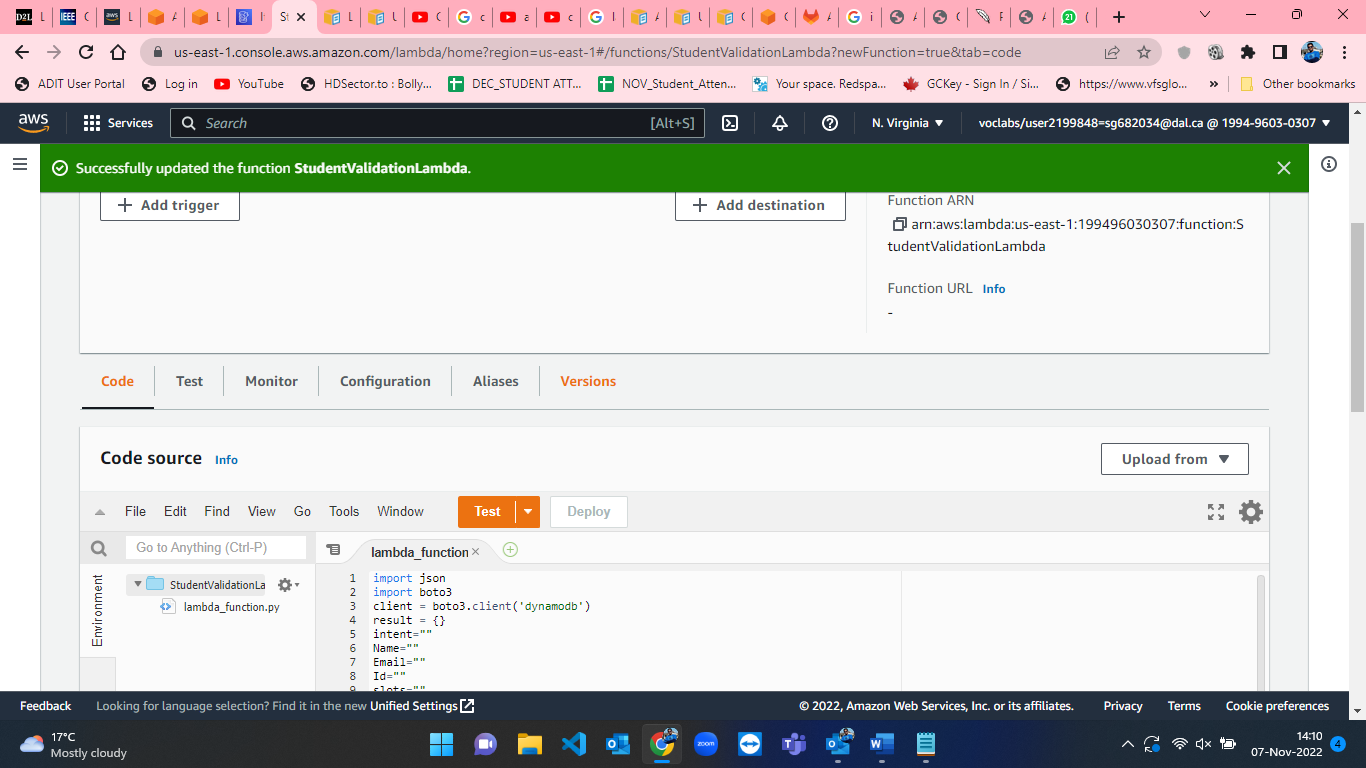 us-east-1.console.aws.amazon.com/lambda/home?region=us-east-1#/functions/StudentValidationLambda?newFunction=true&tab=code
ADIT User Portal
Log in
YouTube
HDSector.to : Bolly...
DEC_STUDENT ATT...
NOV_Student_Atten...
Your space. Redspa...
GCKey - Sign In / Si...
https://www.vfsglo...
»
Other bookmarks
aws
Services
Search
[Alt+S]
N. Virginia
voclabs/user2199848=sg682034@dal.ca @ 1994-9603-0307
Successfully updated the function StudentValidationLambda.
Add trigger
Add destination
Function ARN
arn:aws:lambda:us-east-1:199496030307:function:S
tudentValidationLambda
Function URL Info
-
Code
Test
Monitor
Configuration
Aliases
Versions
Code source Info
Upload from
File Edit Find View Go Tools Window
Test
Deploy
Go to Anything (Ctrl-P)
lambda_function
Environment
StudentValidationLa
lambda_function.py
1 import json
2 import boto3
3 client = boto3.client('dynamodb')
4 result = {}
5 intent=""
6 Name=""
7 Email=""
8 Id=""
9 slots=""
Feedback
Looking for language selection? Find it in the new Unified Settings
© 2022, Amazon Web Services, Inc. or its affiliates.
Privacy
Terms
Cookie preferences
17°C
Mostly cloudy
zoom
14:10
07-Nov-2022
4